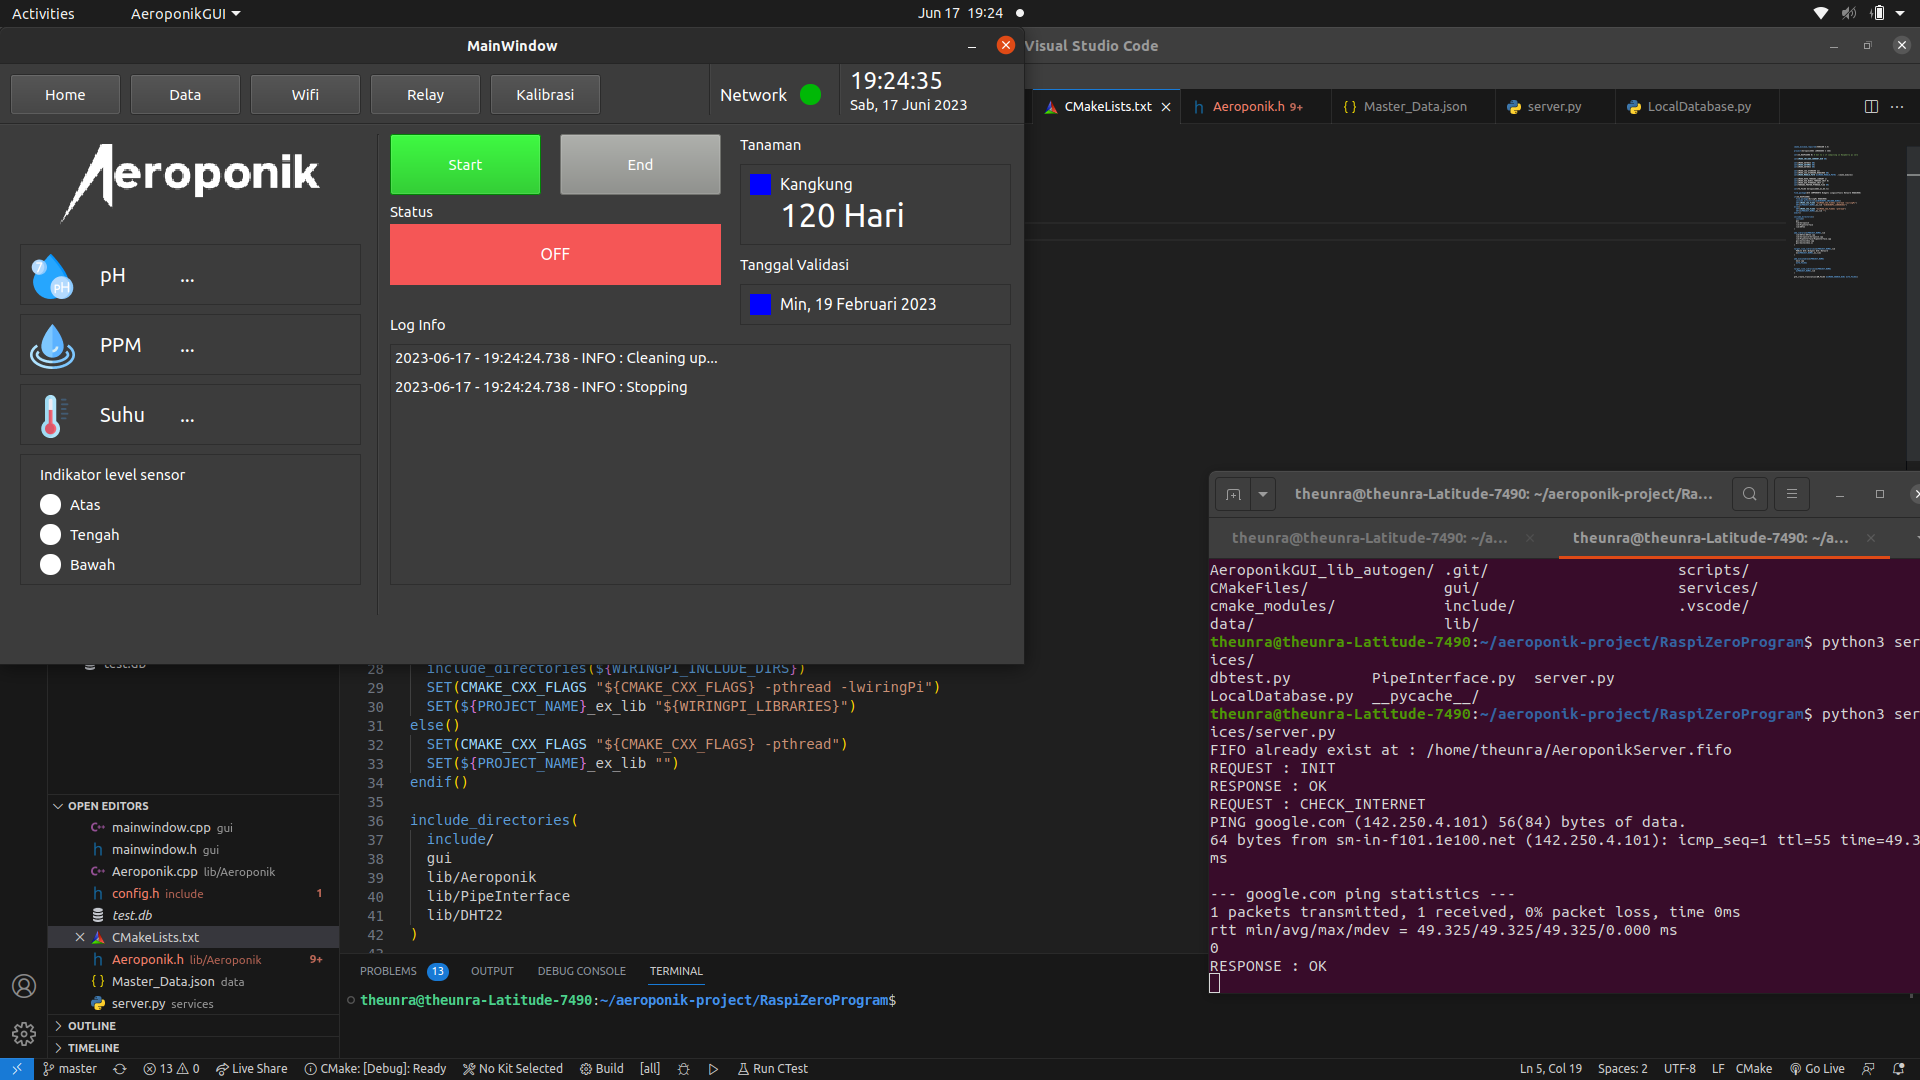 Activities
AeroponikGUI
Jun 17 19:24
MainWindow
Visual Studio Code
Home
Data
Wifi
Relay
Kalibrasi
Network
19:24:35
Sab, 17 Juni 2023
CMakeLists.txt
Aeroponik.h 9+
Master_Data.json
server.py
LocalDatabase.py
Aeroponik
Start
End
Status
OFF
Tanaman
Kangkung
120 Hari
Tanggal Validasi
Min, 19 Februari 2023
7
pH
pH ...
PPM ...
Suhu ...
Indikator level sensor
Atas
Tengah
Bawah
Log Info
2023-06-17 - 19:24:24.738 - INFO : Cleaning up...
2023-06-17 - 19:24:24.738 - INFO : Stopping
theunra@theunra-Latitude-7490: ~/aeroponik-project/Ra...
theunra@theunra-Latitude-7490: ~/a...
theunra@theunra-Latitude-7490: ~/a...
AeroponikGUI_lib_autogen/ .git/ scripts/
CMakeFiles/ gui/ services/
cmake_modules/ include/ .vscode/
data/ lib/
theunra@theunra-Latitude-7490:~/aeroponik-project/RaspiZeroProgram$ python3 serv
ices/
dbtest.py PipeInterface.py server.py
LocalDatabase.py __pycache__/
theunra@theunra-Latitude-7490:~/aeroponik-project/RaspiZeroProgram$ python3 serv
ices/server.py
FIFO already exist at : /home/theunra/AeroponikServer.fifo
REQUEST : INIT
RESPONSE : OK
REQUEST : CHECK_INTERNET
PING google.com (142.250.4.101) 56(84) bytes of data.
64 bytes from sm-in-f101.1e100.net (142.250.4.101): icmp_seq=1 ttl=55 time=49.3
ms
--- google.com ping statistics ---
1 packets transmitted, 1 received, 0% packet loss, time 0ms
rtt min/avg/max/mdev = 49.325/49.325/49.325/0.000 ms
0
RESPONSE : OK
test.db
28 include_directories(${WIRINGPI_INCLUDE_DIRS})
29 SET(CMAKE_CXX_FLAGS "${CMAKE_CXX_FLAGS} -pthread -lwiringPi")
30 SET(${PROJECT_NAME}_ex_lib "${WIRINGPI_LIBRARIES}")
31 else()
32 SET(CMAKE_CXX_FLAGS "${CMAKE_CXX_FLAGS} -pthread")
33 SET(${PROJECT_NAME}_ex_lib "")
34 endif()
35
36 include_directories(
37 include/
38 gui
39 lib/Aeroponik
40 lib/PipeInterface
41 lib/DHT22
42 )
OPEN EDITORS
mainwindow.cpp gui
mainwindow.h gui
Aeroponik.cpp lib/Aeroponik
config.h include 1
test.db
CMakeLists.txt
Aeroponik.h lib/Aeroponik 9+
Master_Data.json data
server.py services
OUTLINE
TIMELINE
PROBLEMS 13 OUTPUT DEBUG CONSOLE TERMINAL
theunra@theunra-Latitude-7490:~/aeroponik-project/RaspiZeroProgram$
master 13 0 Live Share CMake: [Debug]: Ready No Kit Selected Build [all] Run CTest
Ln 5, Col 19 Spaces: 2 UTF-8 LF CMake Go Live